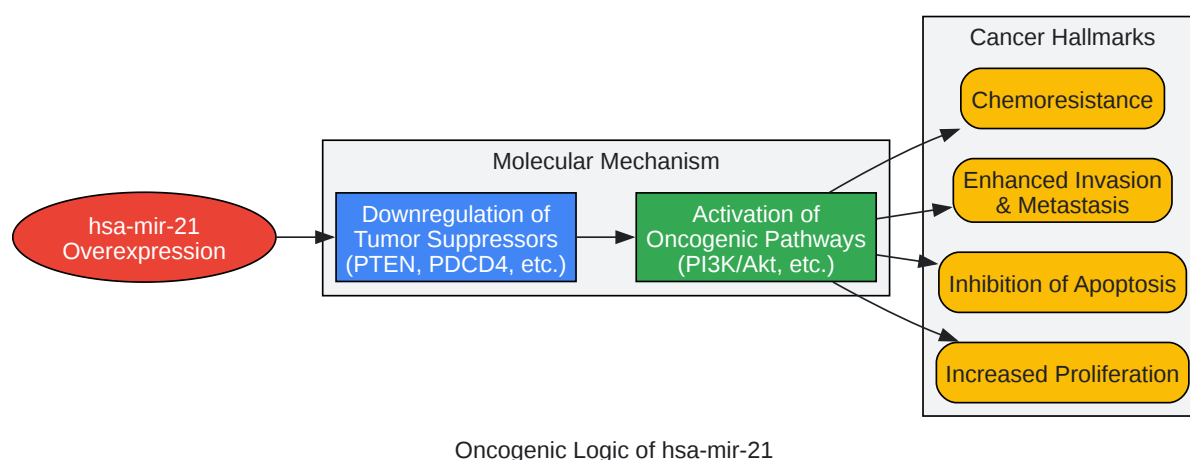 Cancer Hallmarks
Chemoresistance
Molecular Mechanism
Enhanced Invasion
& Metastasis
hsa-mir-21
Overexpression
Downregulation of
Tumor Suppressors
(PTEN, PDCD4, etc.)
Activation of
Oncogenic Pathways
(PI3K/Akt, etc.)
Inhibition of Apoptosis
Increased Proliferation
Oncogenic Logic of hsa-mir-21